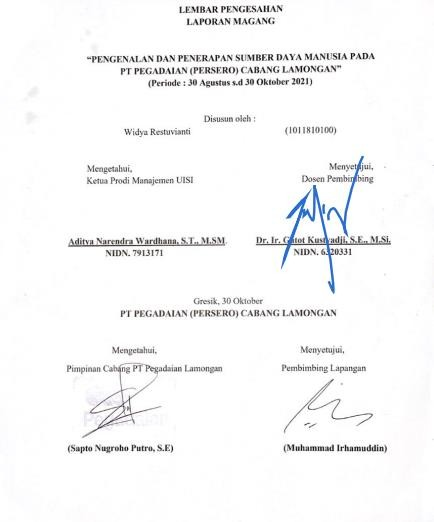 LEMBAR PENGESAHAN
LAPORAN MAGANG
"PENGENALAN DAN PENERAPAN SUMBER DAYA MANUSIA PADA
PT PEGADAIAN (PERSERO) CABANG LAMONGAN"
(Periode : 30 Agustus s.d 30 Oktober 2021)
Disusun oleh :
Widya Restuvianti (1011810100)
Mengetahui, Menyetujui,
Ketua Prodi Manajemen UISI Dosen Pembimbing
Aditya Narendra Wardhana, S.T., M.SM. Dr. Ir. Gatot Kustyadji, S.E., M.Si.
NIDN. 7913171 NIDN. 6320331
Gresik, 30 Oktober
PT PEGADAIAN (PERSERO) CABANG LAMONGAN
Mengetahui, Menyetujui,
Pimpinan Cabang PT Pegadaian Lamongan Pembimbing Lapangan
(Sapto Nugroho Putro, S.E) (Muhammad Irhamuddin)